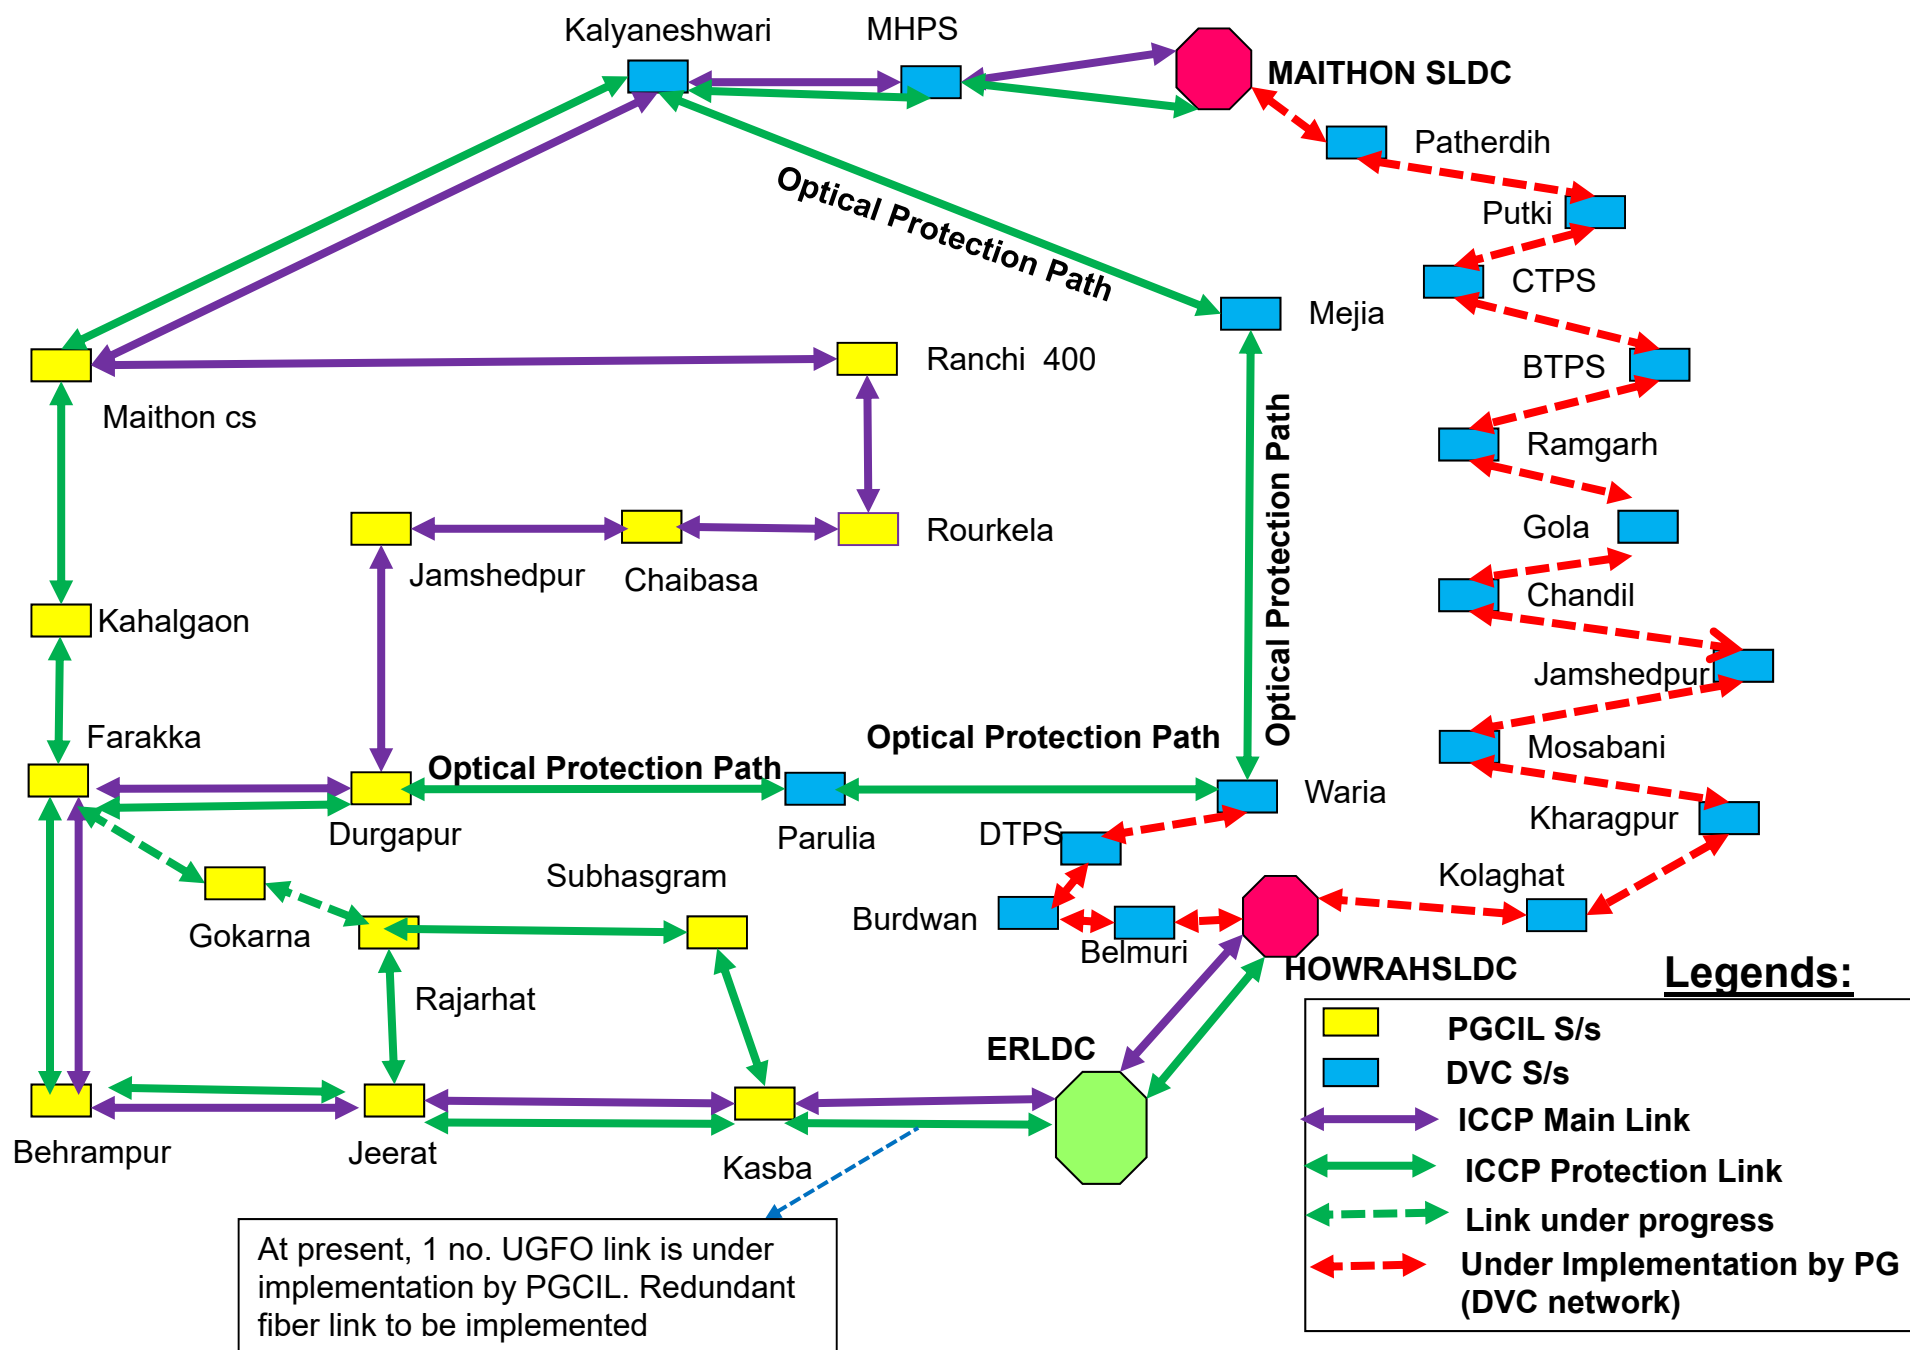 Kalyaneshwari
MHPS
MAITHON SLDC
Patherdih
Optical Protection Path
Putki
CTPS
Mejia
Ranchi  400
BTPS
Maithon cs
Optical Protection Path
Ramgarh
Gola
Rourkela
Jamshedpur
Chaibasa
Chandil
Kahalgaon
Jamshedpur
Farakka
Optical Protection Path
Mosabani
Optical Protection Path
Waria
Durgapur
Parulia
DTPS
Kharagpur
Subhasgram
Kolaghat
Gokarna
Burdwan
Belmuri
HOWRAHSLDC
Rajarhat
ERLDC
Behrampur
Jeerat
Kasba
Legends:
PGCIL S/s
DVC S/s
ICCP Main Link
ICCP Protection Link
Link under progress
Under Implementation by PG
(DVC network)
At present, 1 no. UGFO link is under
implementation by PGCIL. Redundant
fiber link to be implemented